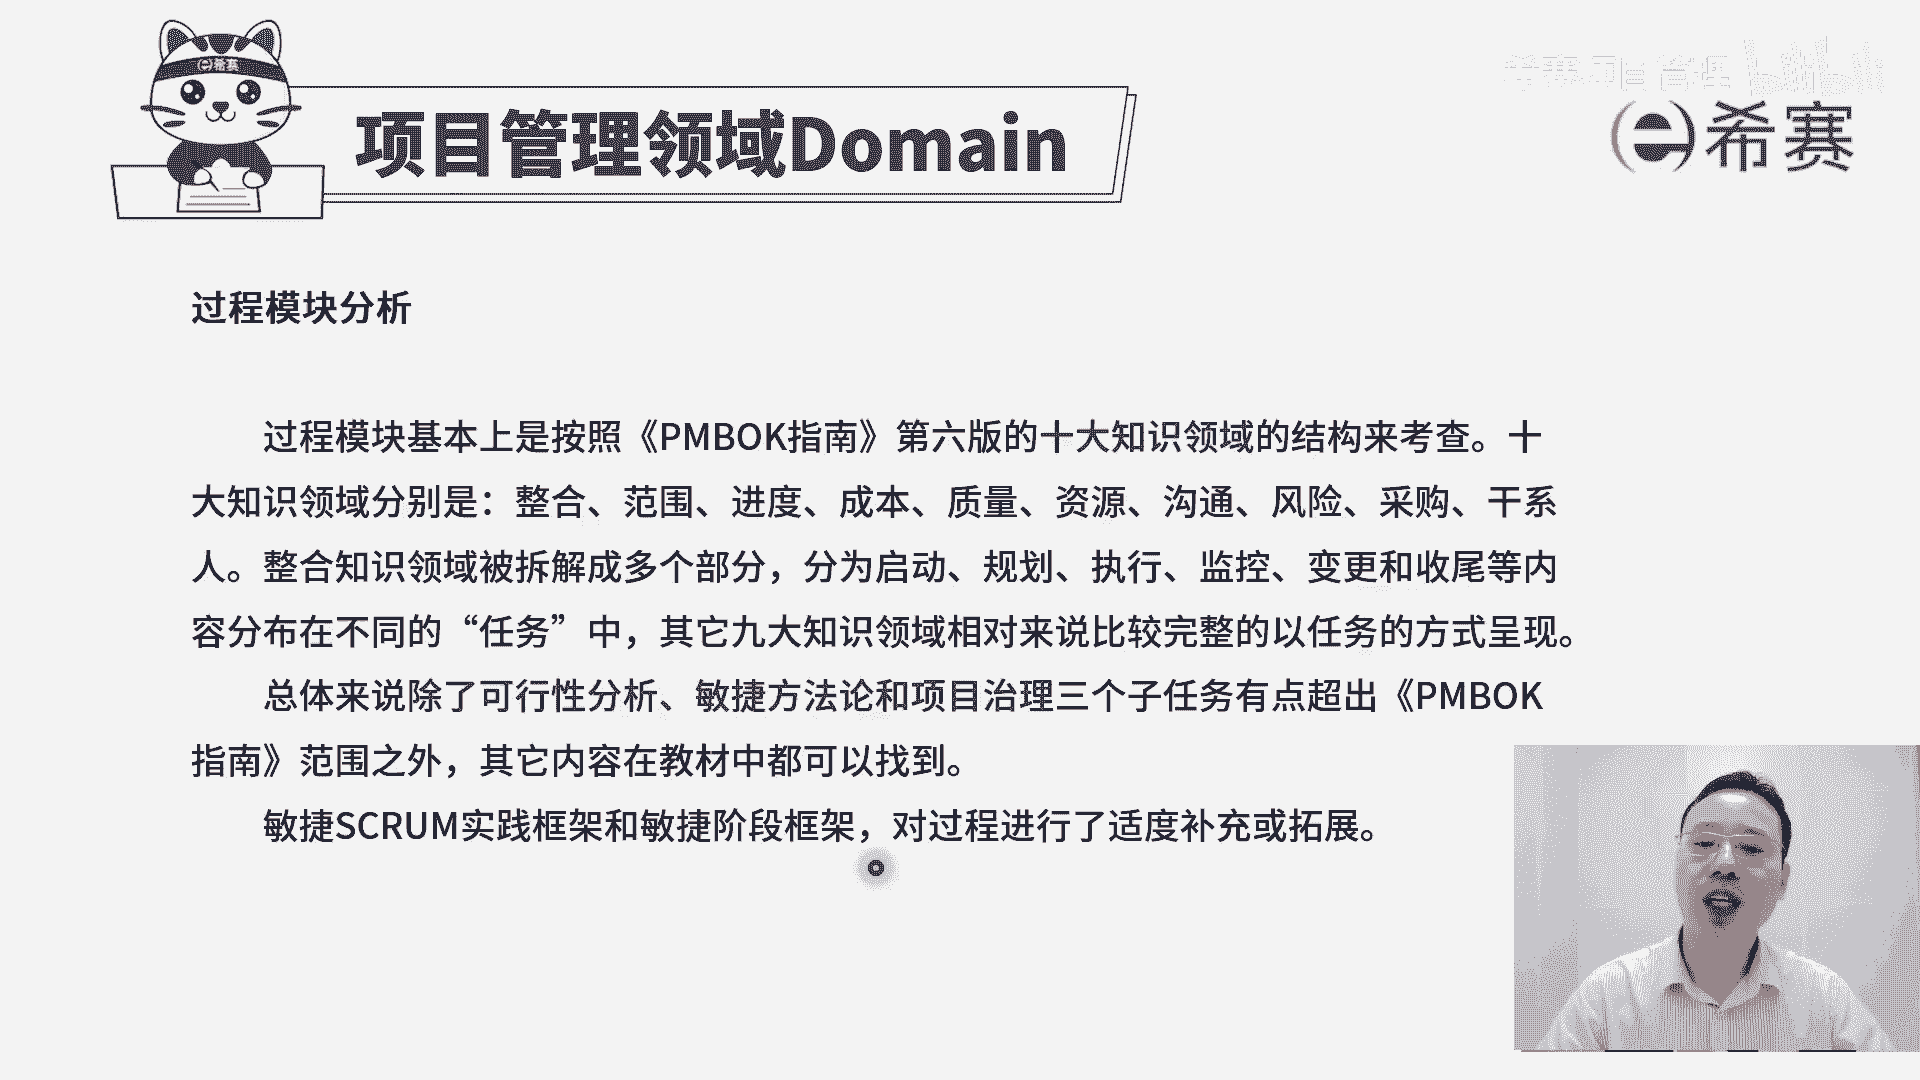 希赛
希赛项目管理 bilibili
项目管理领域Domain
希赛
过程模块分析
过程模块基本上是按照《PMBOK指南》第六版的十大知识领域的结构来考查。十
大知识领域分别是：整合、范围、进度、成本、质量、资源、沟通、风险、采购、干系
人。整合知识领域被拆解成多个部分，分为启动、规划、执行、监控、变更和收尾等内
容分布在不同的“任务”中，其它九大知识领域相对来说比较完整的以任务的方式呈现。
总体来说除了可行性分析、敏捷方法论和项目治理三个子任务有点超出《PMBOK
指南》范围之外，其它内容在教材中都可以找到。
敏捷SCRUM实践框架和敏捷阶段框架，对过程进行了适度补充或拓展。